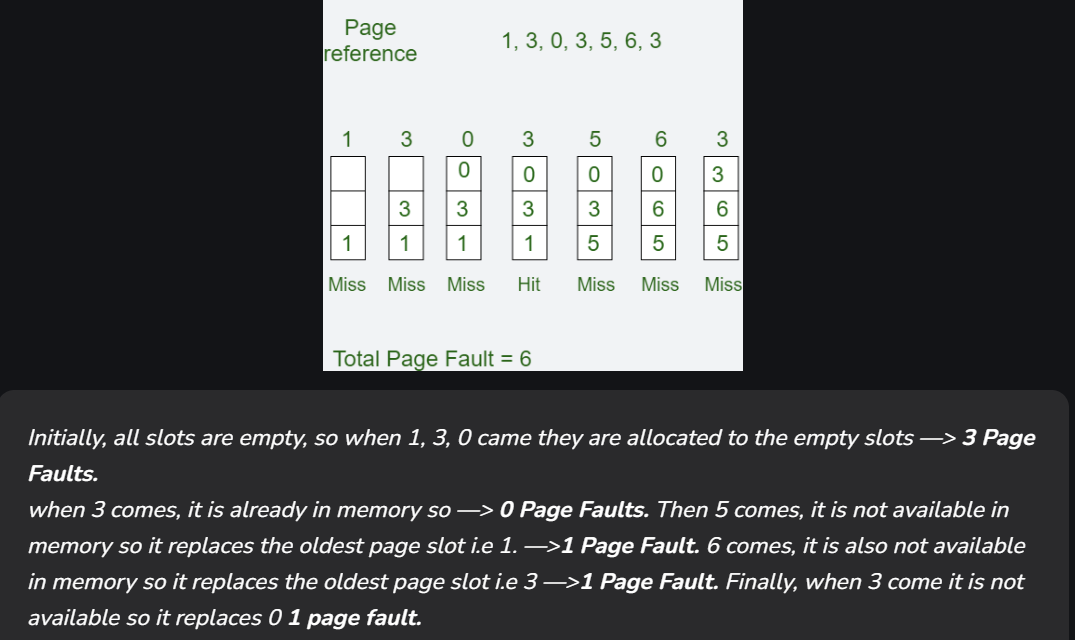 Page
reference
1, 3, 0, 3, 5, 6, 3
1 3 0 3 5 6 3
0 0 0 0 3
3 3 3 3 6 6
1 1 1 1 5 5 5
Miss Miss Miss Hit Miss Miss Miss
Total Page Fault = 6
Initially, all slots are empty, so when 1, 3, 0 came they are allocated to the empty slots —> 3 Page
Faults.
when 3 comes, it is already in memory so —> 0 Page Faults. Then 5 comes, it is not available in
memory so it replaces the oldest page slot i.e 1. —>1 Page Fault. 6 comes, it is also not available
in memory so it replaces the oldest page slot i.e 3 —>1 Page Fault. Finally, when 3 come it is not
available so it replaces 0 1 page fault.